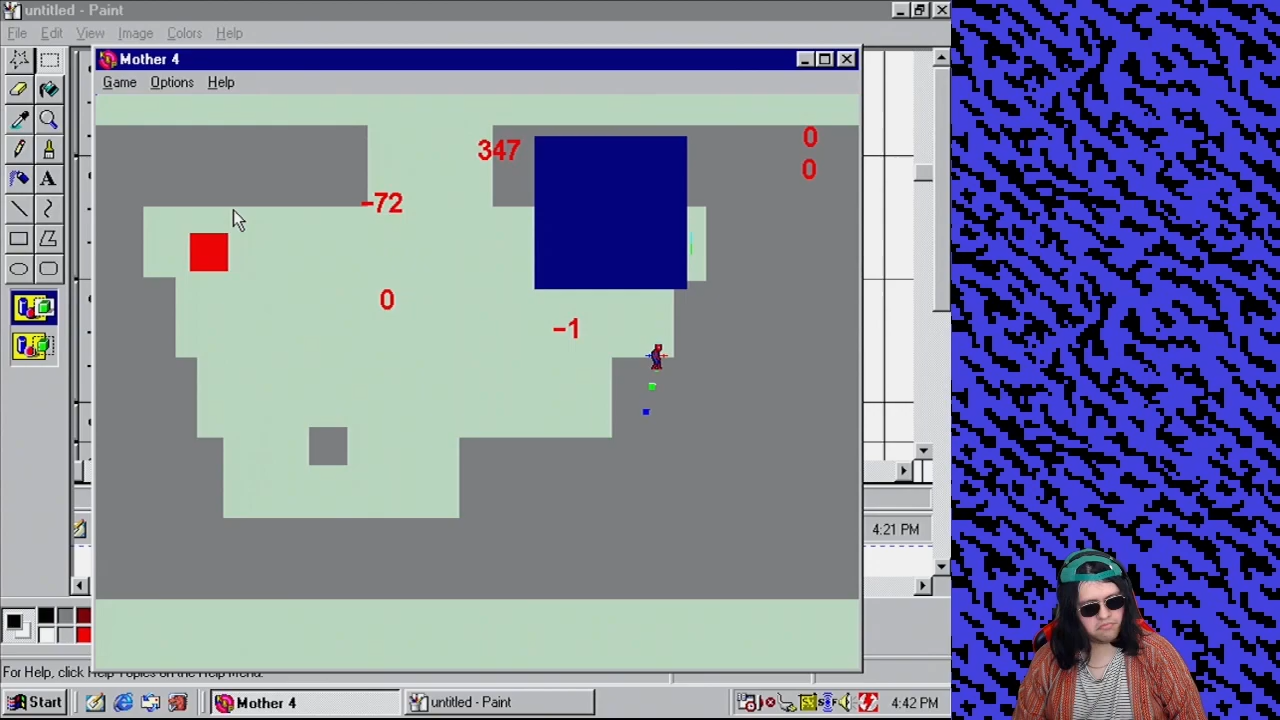 untitled - Paint
File Edit View Image Colors Help
Mother 4
Game Options Help
347
0
0
-72
0
-1
4:21 PM
For Help, click Help Topics on the Help Menu.
Start
Mother 4
untitled - Paint
4:42 PM